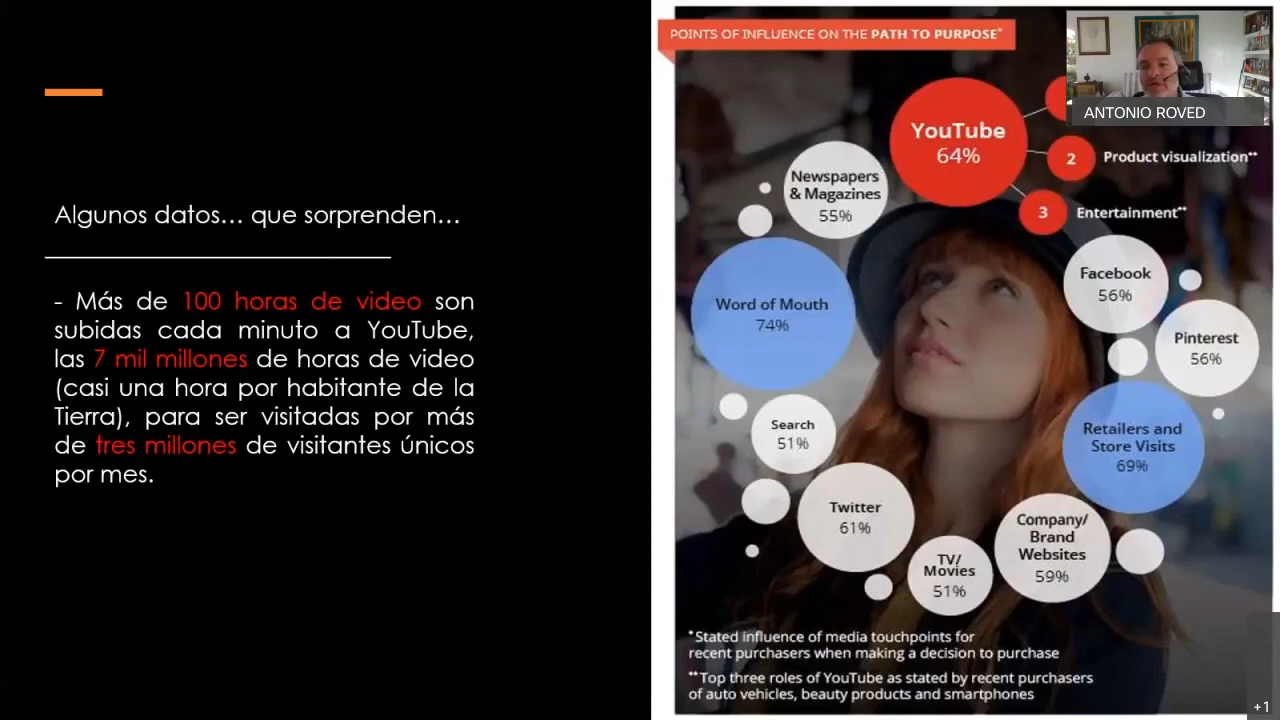 Algunos datos... que sorprenden...
- Más de 100 horas de video son
subidas cada minuto a YouTube,
las 7 mil millones de horas de video
(casi una hora por habitante de la
Tierra), para ser visitadas por más
de tres millones de visitantes únicos
por mes.
POINTS OF INFLUENCE ON THE PATH TO PURPOSE*
ANTONIO ROVED
YouTube
64%
2
Product visualization**
3
Entertainment**
Newspapers
& Magazines
55%
Word of Mouth
74%
Facebook
56%
Pinterest
56%
Search
51%
Retailers and
Store Visits
69%
Twitter
61%
TV/
Movies
51%
Company/
Brand
Websites
59%
*Stated influence of media touchpoints for
recent purchasers when making a decision to purchase
**Top three roles of YouTube as stated by recent purchasers
of auto vehicles, beauty products and smartphones
+1